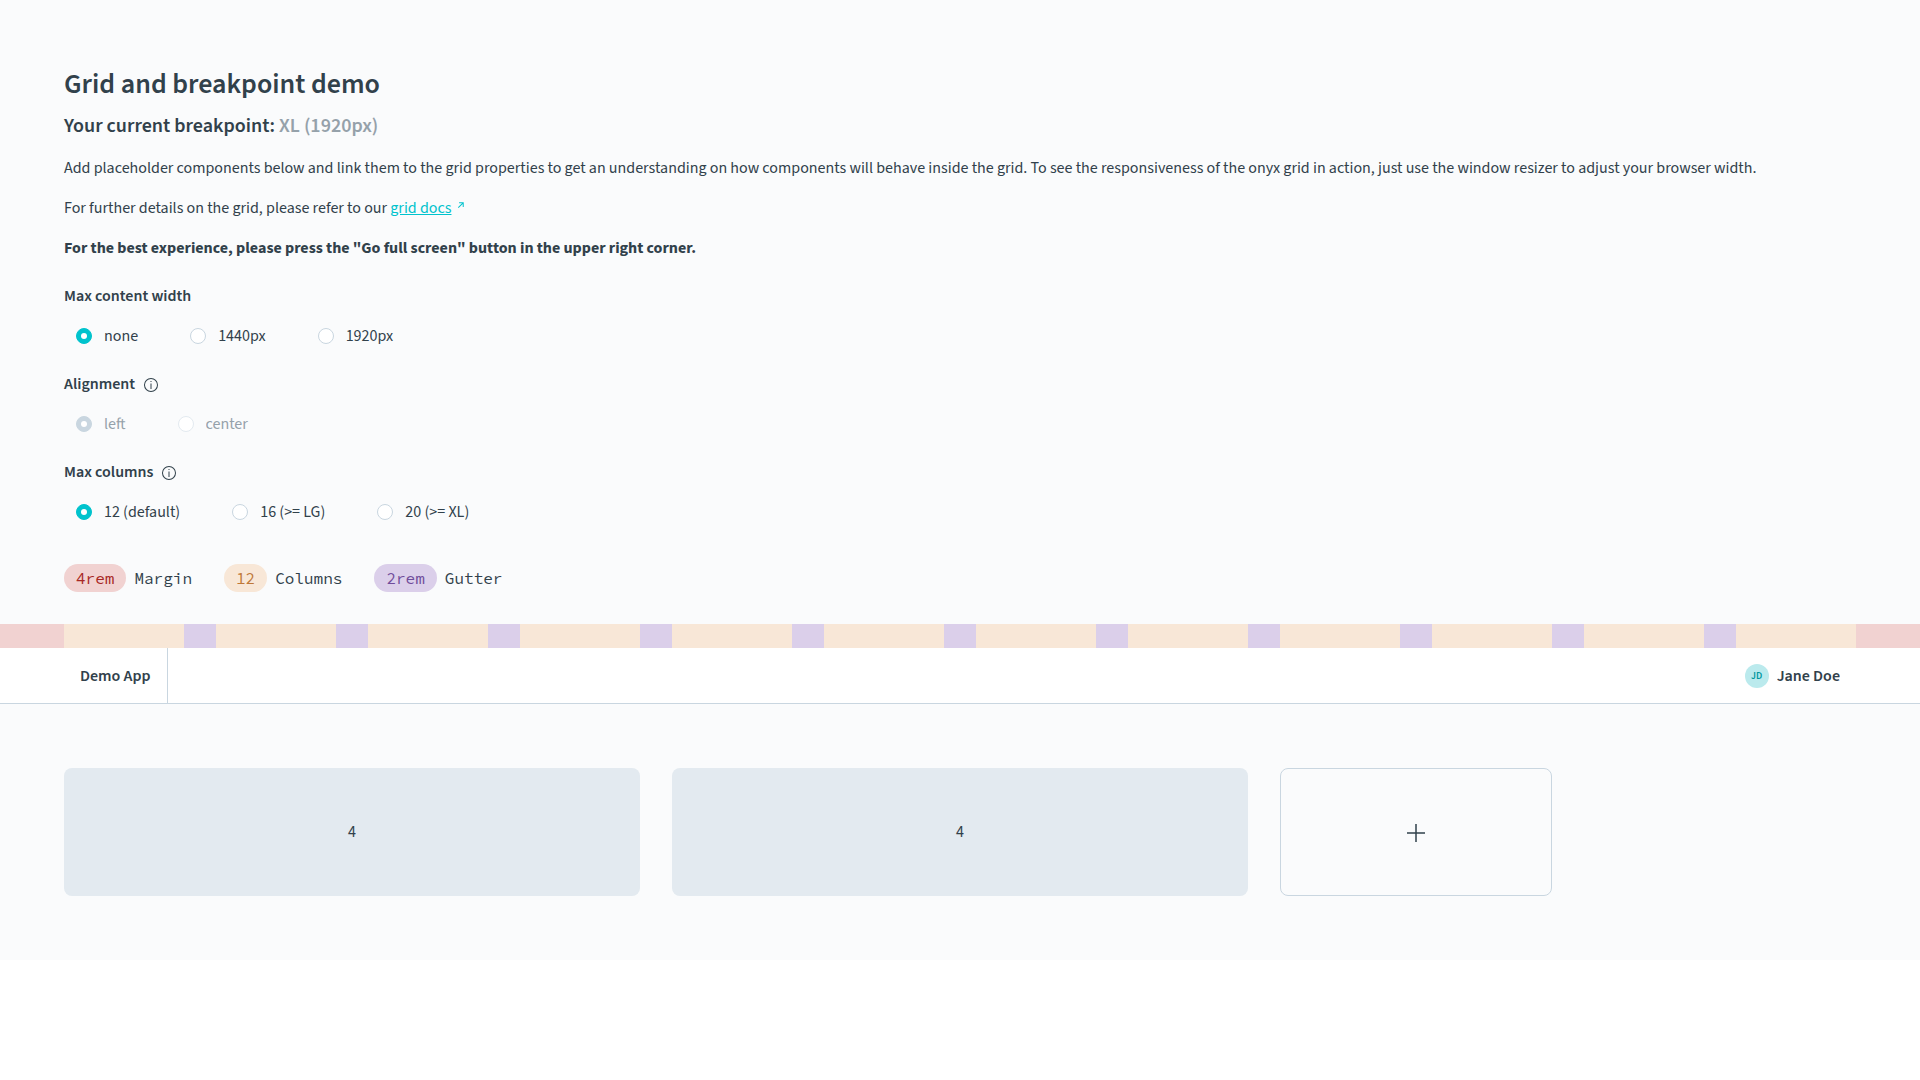 Grid and breakpoint demo
Your current breakpoint: XL (1920px)
Add placeholder components below and link them to the grid properties to get an understanding on how components will behave inside the grid. To see the responsiveness of the onyx grid in action, just use the window resizer to adjust your browser width.
For further details on the grid, please refer to our grid docs
For the best experience, please press the "Go full screen" button in the upper right corner.
Max content width
none 1440px 1920px
Alignment
left center
Max columns
12 (default) 16 (>= LG) 20 (>= XL)
4rem Margin 12 Columns 2rem Gutter
Demo App JD Jane Doe
4 4